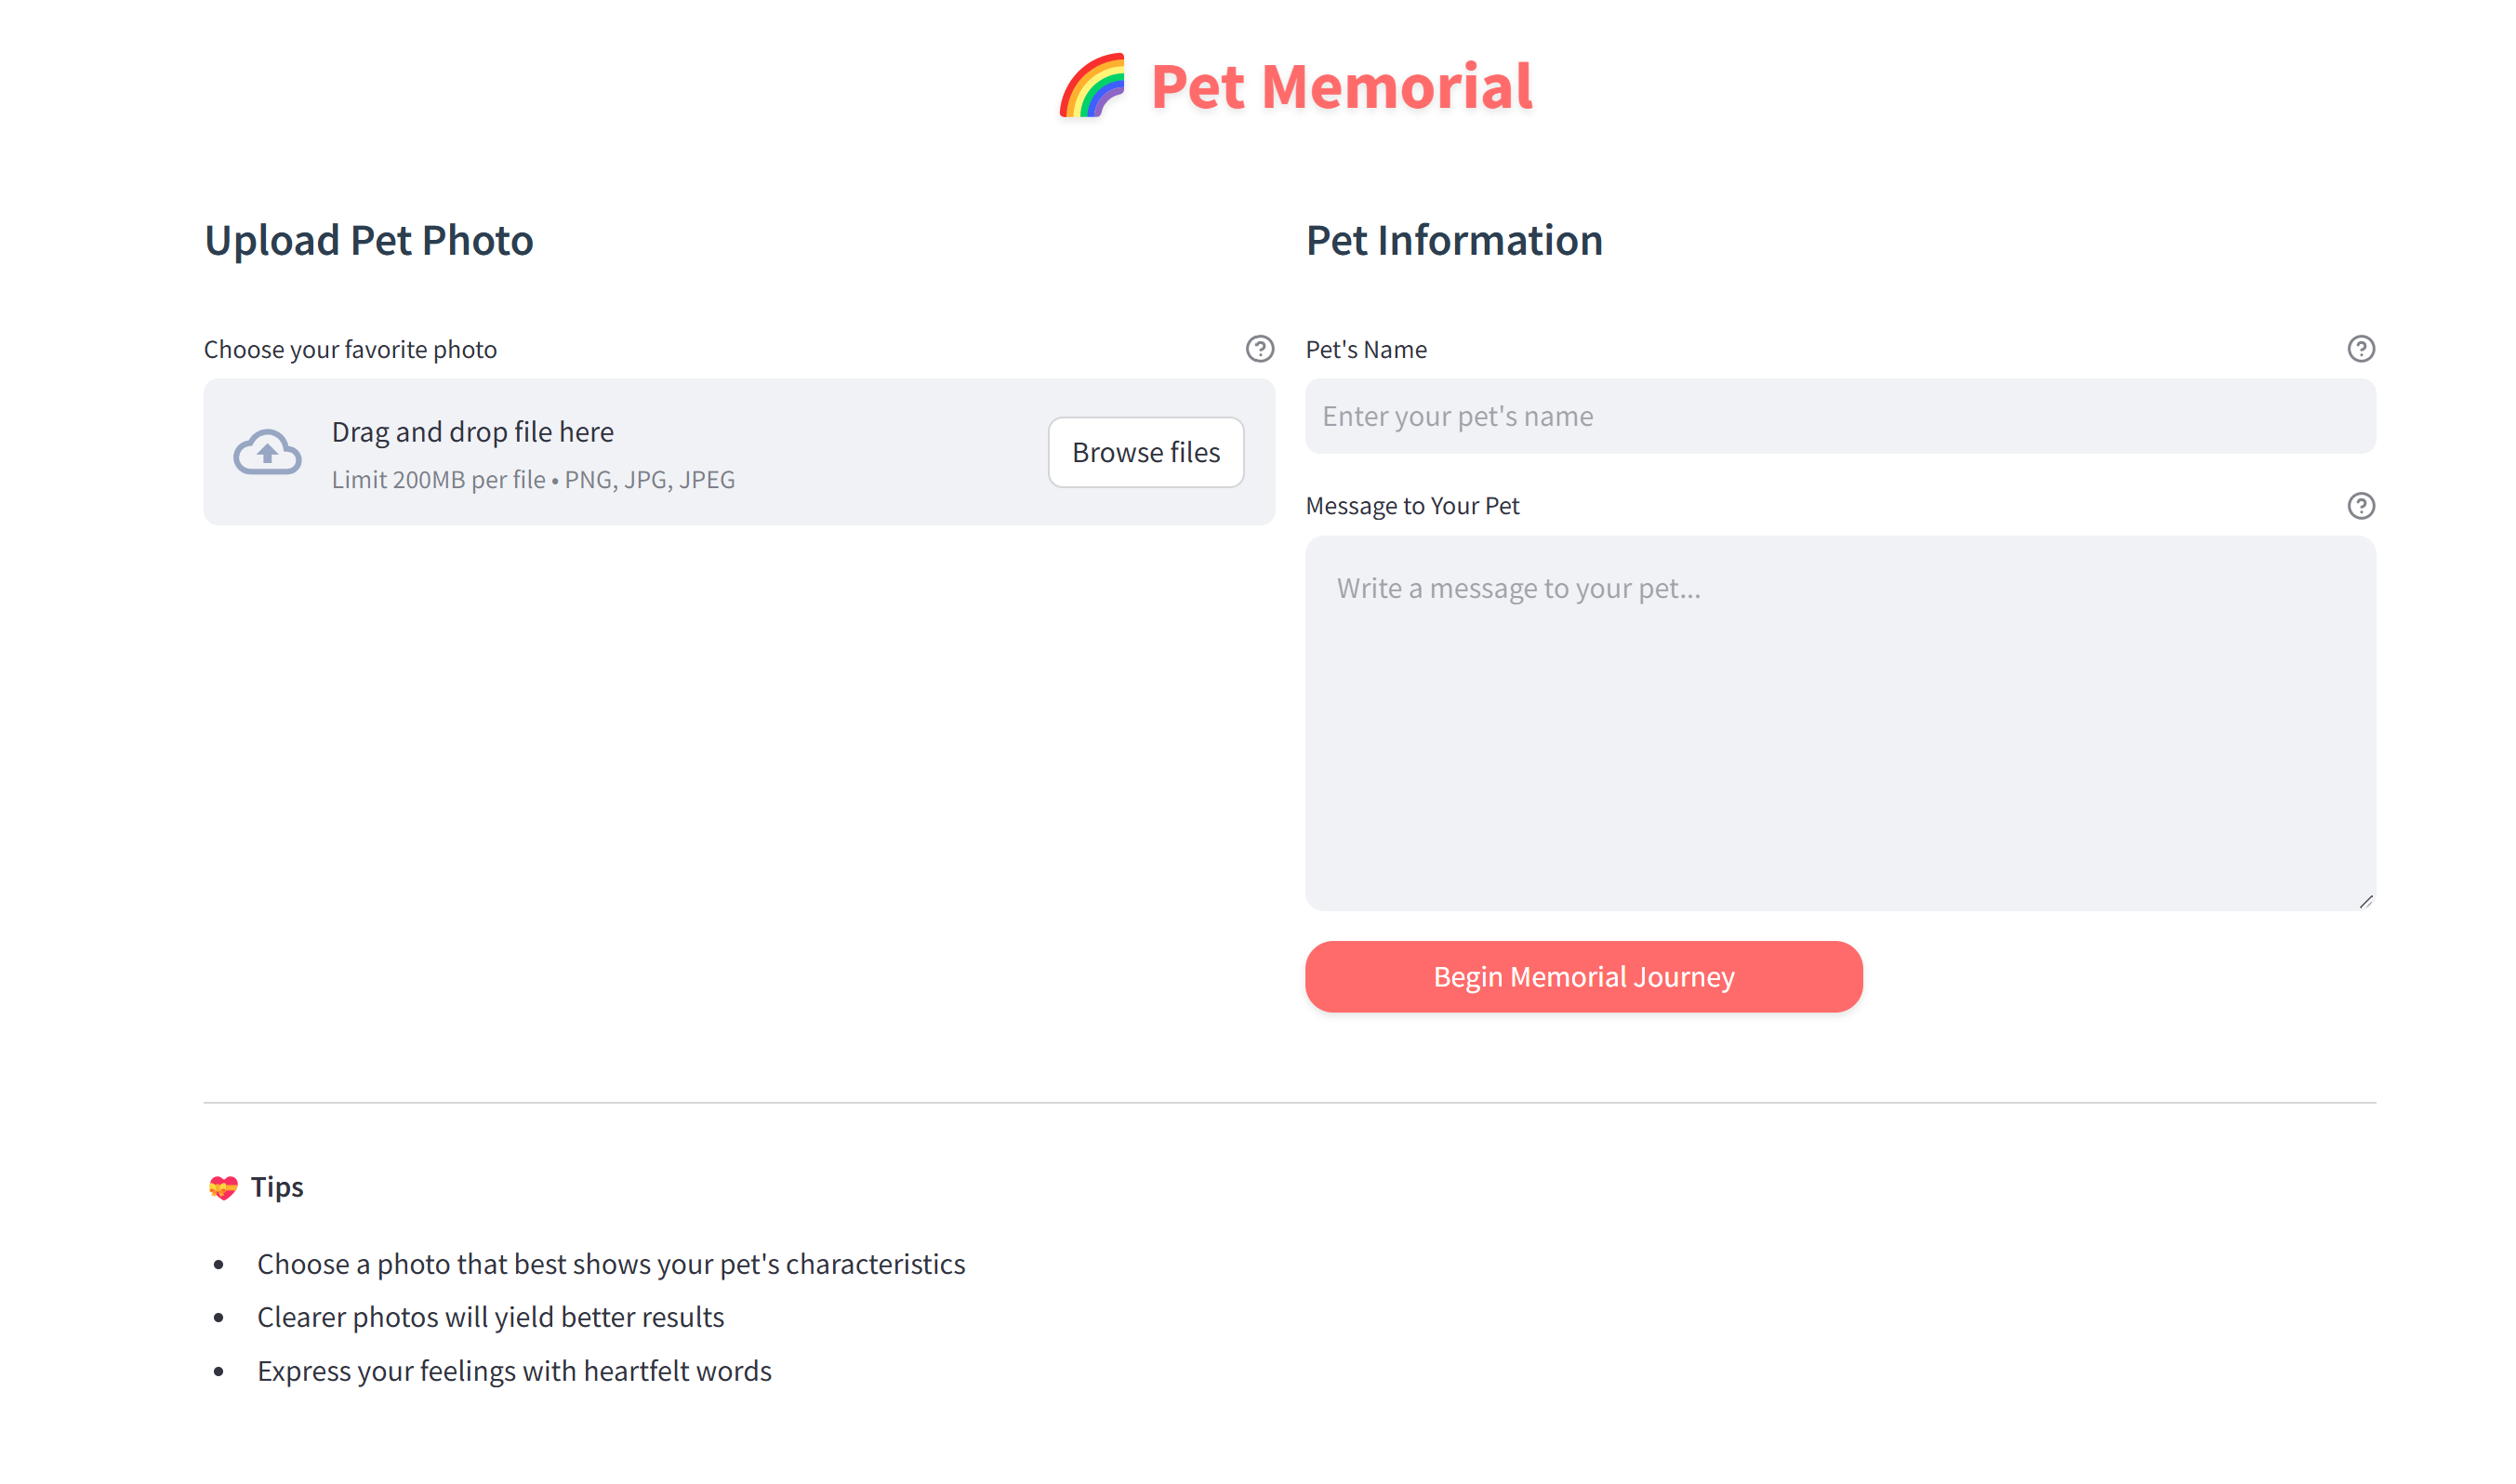 Pet Memorial
Upload Pet Photo
Choose your favorite photo
Drag and drop file here
Limit 200MB per file • PNG, JPG, JPEG
Browse files
Pet Information
Pet's Name
Enter your pet's name
Message to Your Pet
Write a message to your pet...
Begin Memorial Journey
Tips
• Choose a photo that best shows your pet's characteristics
• Clearer photos will yield better results
• Express your feelings with heartfelt words